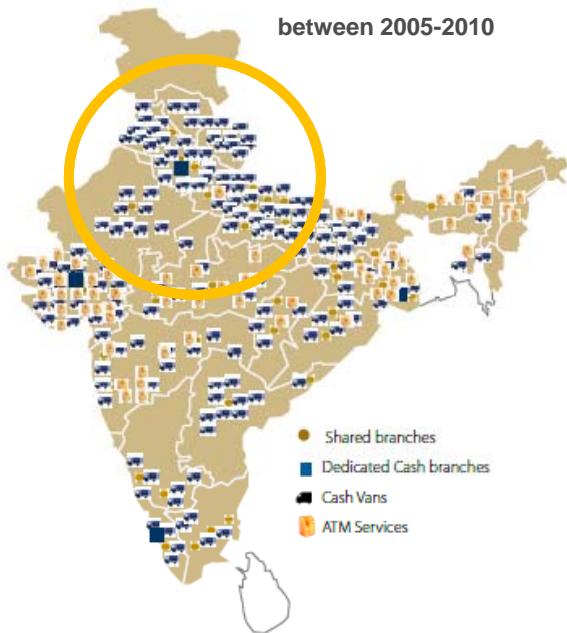 between 2005-2010
Shared branches
Dedicated Cash branches
Cash Vans
ATM Services